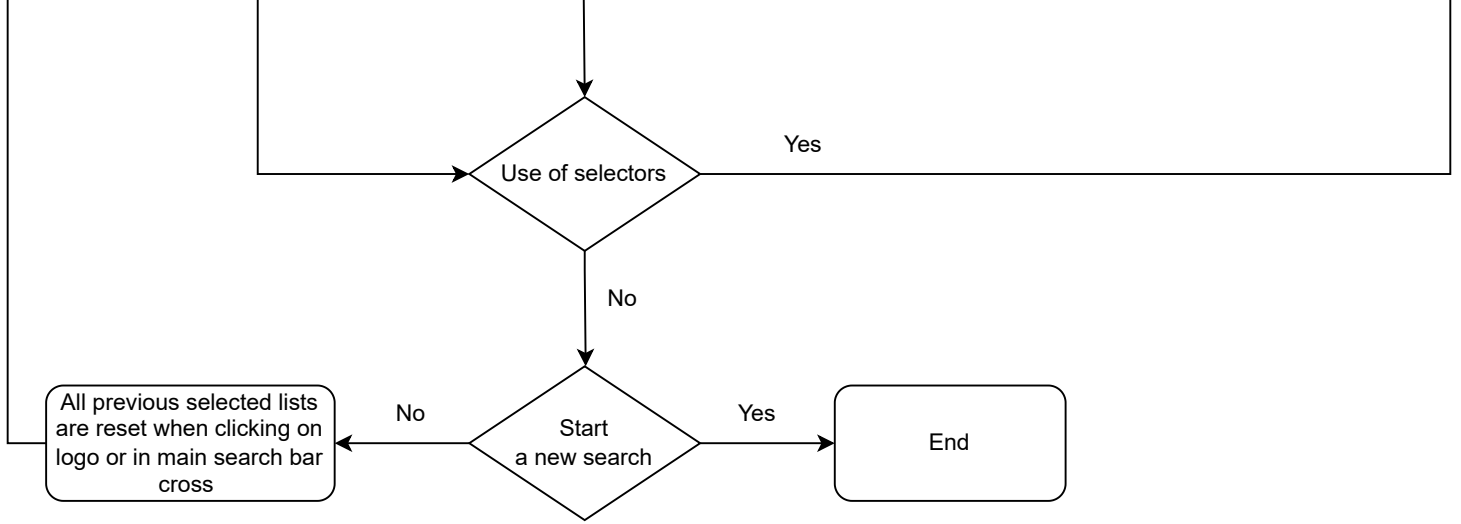 Yes
Use of selectors
No
All previous selected lists
are reset when clicking on
logo or in main search bar
cross
No
Start
a new search
Yes
End